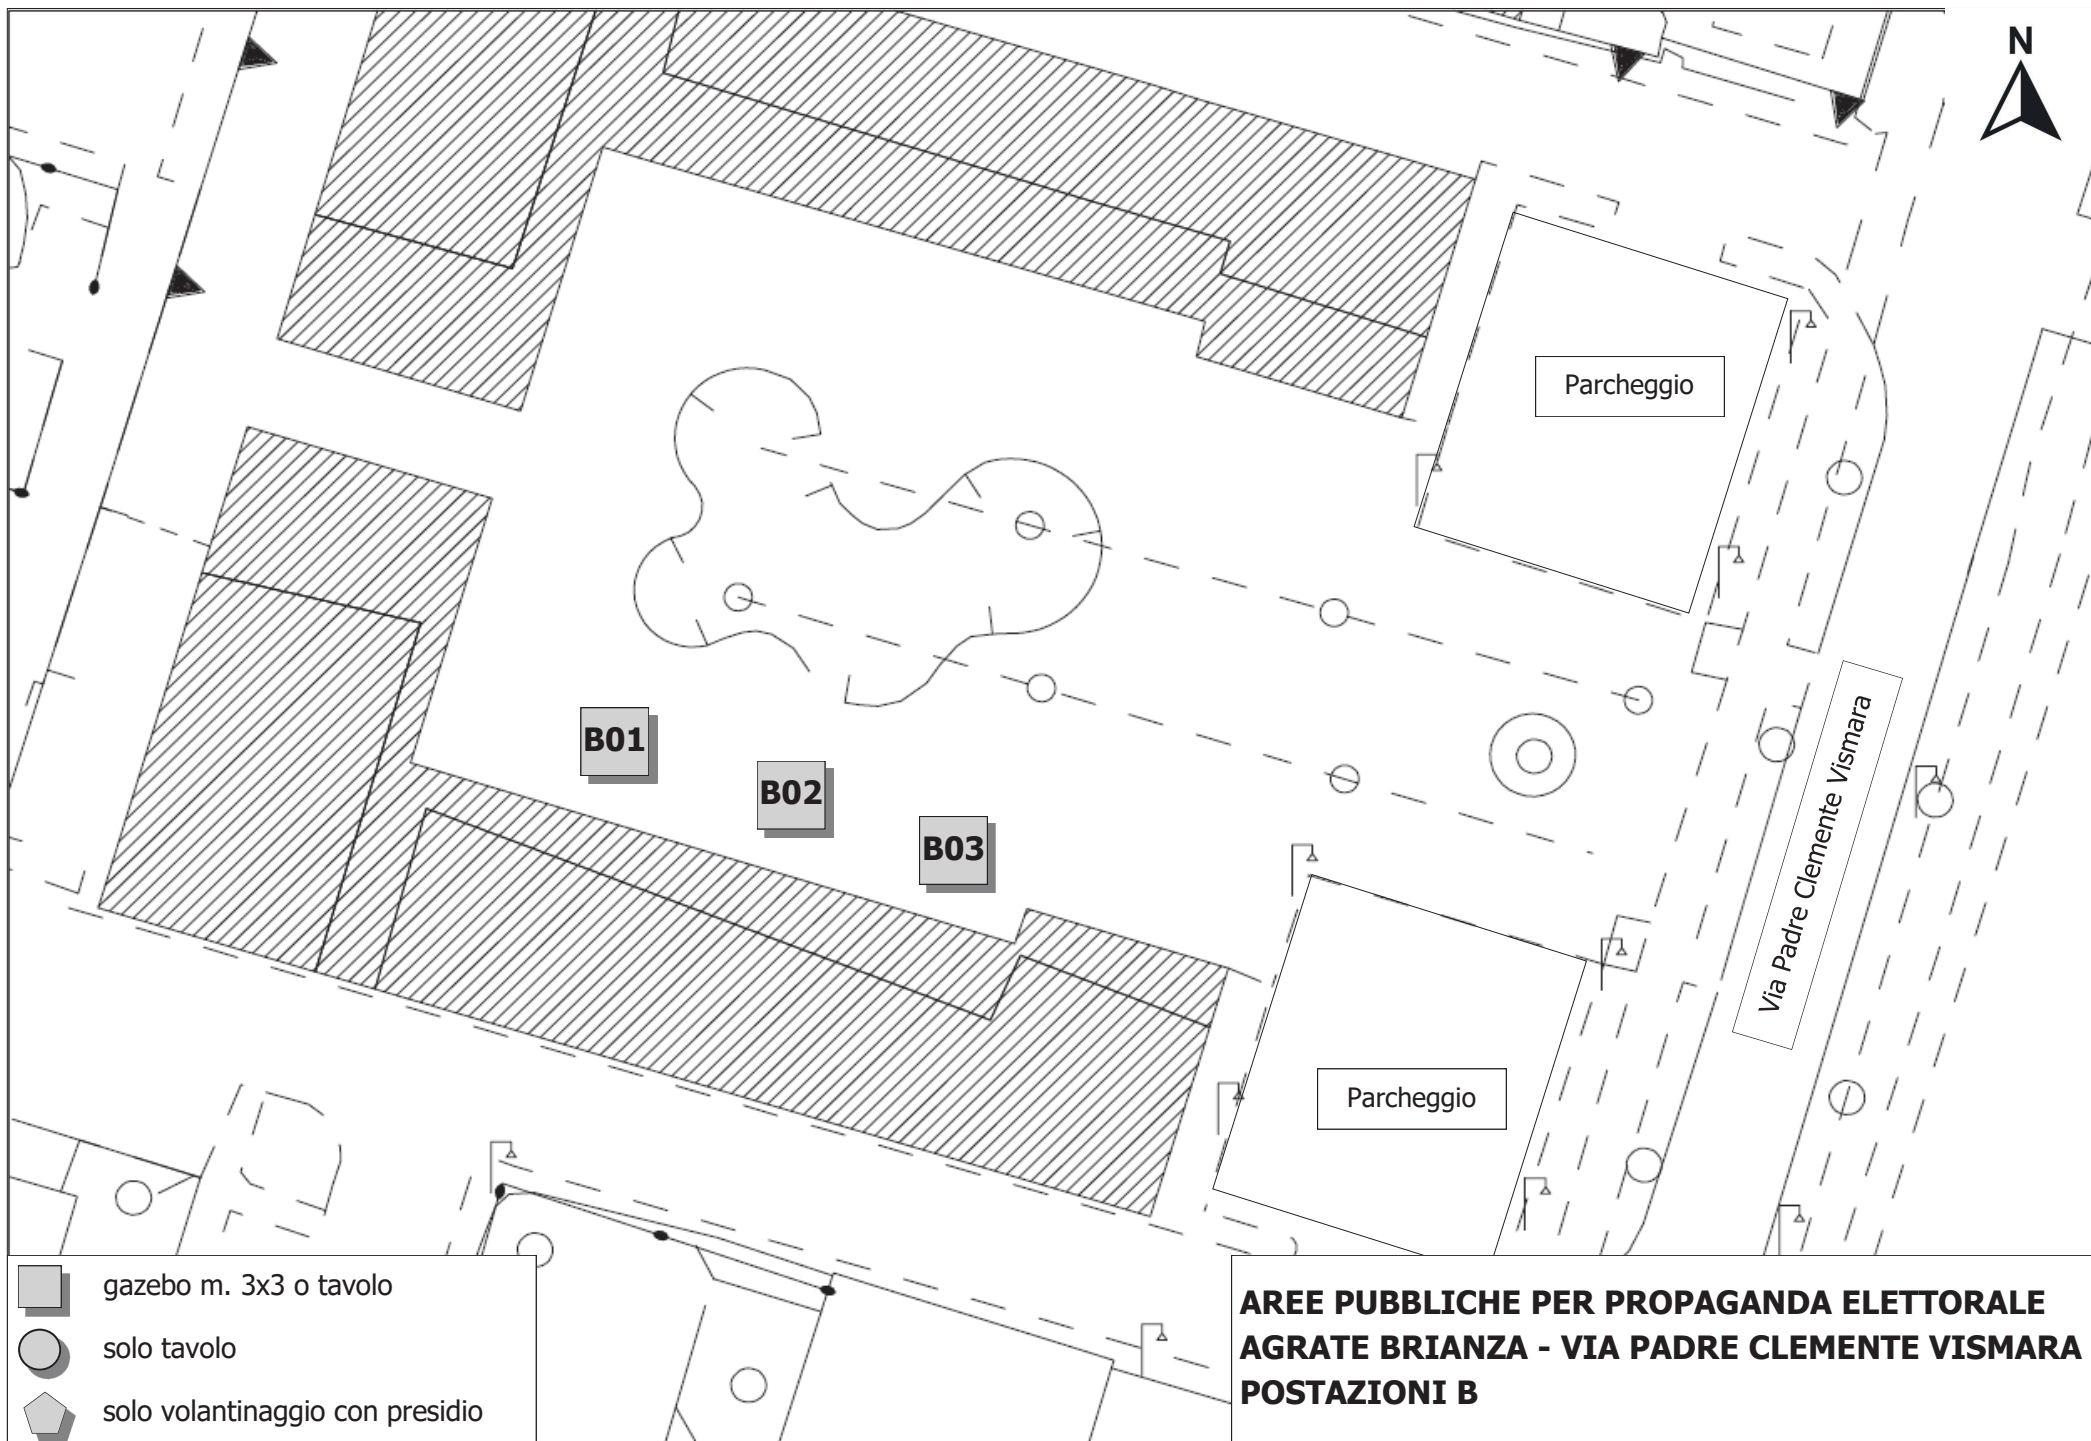 N
Parcheggio
B01
B02
B03
Via Padre Clemente Vismara
Parcheggio
gazebo m. 3x3 o tavolo
solo tavolo
solo volantinaggio con presidio
AREE PUBBLICHE PER PROPAGANDA ELETTORALE
AGRATE BRIANZA - VIA PADRE CLEMENTE VISMARA
POSTAZIONI B